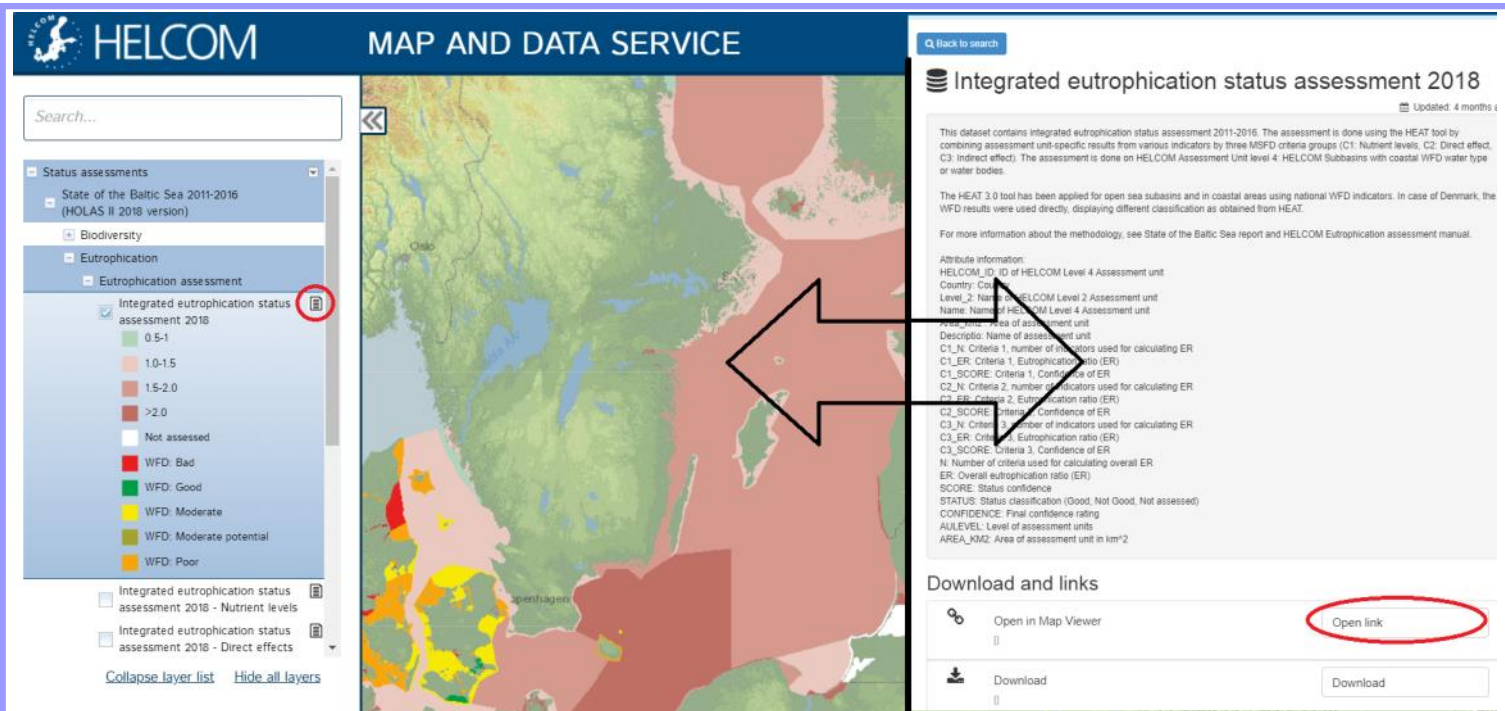 HELCOM
HELCOM
MAP AND DATA SERVICE
Search...
Status assessments
State of the Baltic Sea 2011-2016
(HOLAS II 2018 version)
Biodiversity
Eutrophication
Eutrophication assessment
Integrated eutrophication status
assessment 2018
0.5-1
1.0-1.5
1.5-2.0
>2.0
Not assessed
WFD: Bad
WFD: Good
WFD: Moderate
WFD: Moderate potential
WFD: Poor
Integrated eutrophication status
assessment 2018 - Nutrient levels
Integrated eutrophication status
assessment 2018 - Direct effects
Collapse layer list Hide all layers
Oslo
openhagen
Back to search
Integrated eutrophication status assessment 2018
Updated: 4 months a
This dataset contains integrated eutrophication status assessment 2011-2016. The assessment is done using the HEAT tool by
combining assessment unit-specific results from various indicators by three MSFD criteria groups (C1: Nutrient levels, C2: Direct effect,
C3: Indirect effect). The assessment is done on HELCOM Assessment Unit level 4: HELCOM Subbasins with coastal WFD water type
or water bodies.
The HEAT 3.0 tool has been applied for open sea subasins and in coastal areas using national WFD indicators. In case of Denmark, the
WFD results were used directly, displaying different classification as obtained from HEAT.
For more information about the methodology, see State of the Baltic Sea report and HELCOM Eutrophication assessment manual.
Attribute information:
HELCOM_ID: ID of HELCOM Level 4 Assessment unit
Country: Country
Level_2: Name of HELCOM Level 2 Assessment unit
Name: Name of HELCOM Level 4 Assessment unit
Area_km2 : Area of assessment unit
Descriptio: Name of assessment unit
C1_N: Criteria 1, number of indicators used for calculating ER
C1_ER: Criteria 1, Eutrophication ratio (ER)
C1_SCORE: Criteria 1, Confidence of ER
C2_N: Criteria 2, number of indicators used for calculating ER
C2_ER: Criteria 2, Eutrophication ratio (ER)
C2_SCORE: Criteria 2, Confidence of ER
C3_N: Criteria 3, number of indicators used for calculating ER
C3_ER: Criteria 3, Eutrophication ratio (ER)
C3_SCORE: Criteria 3, Confidence of ER
N: Number of criteria used for calculating overall ER
ER: Overall eutrophication ratio (ER)
SCORE: Status confidence
STATUS: Status classification (Good, Not Good, Not assessed)
CONFIDENCE: Final confidence rating
AULEVEL: Level of assessment units
AREA_KM2: Area of assessment unit in km^2
Download and links
Open in Map Viewer
[]
Open link
Download
[]
Download